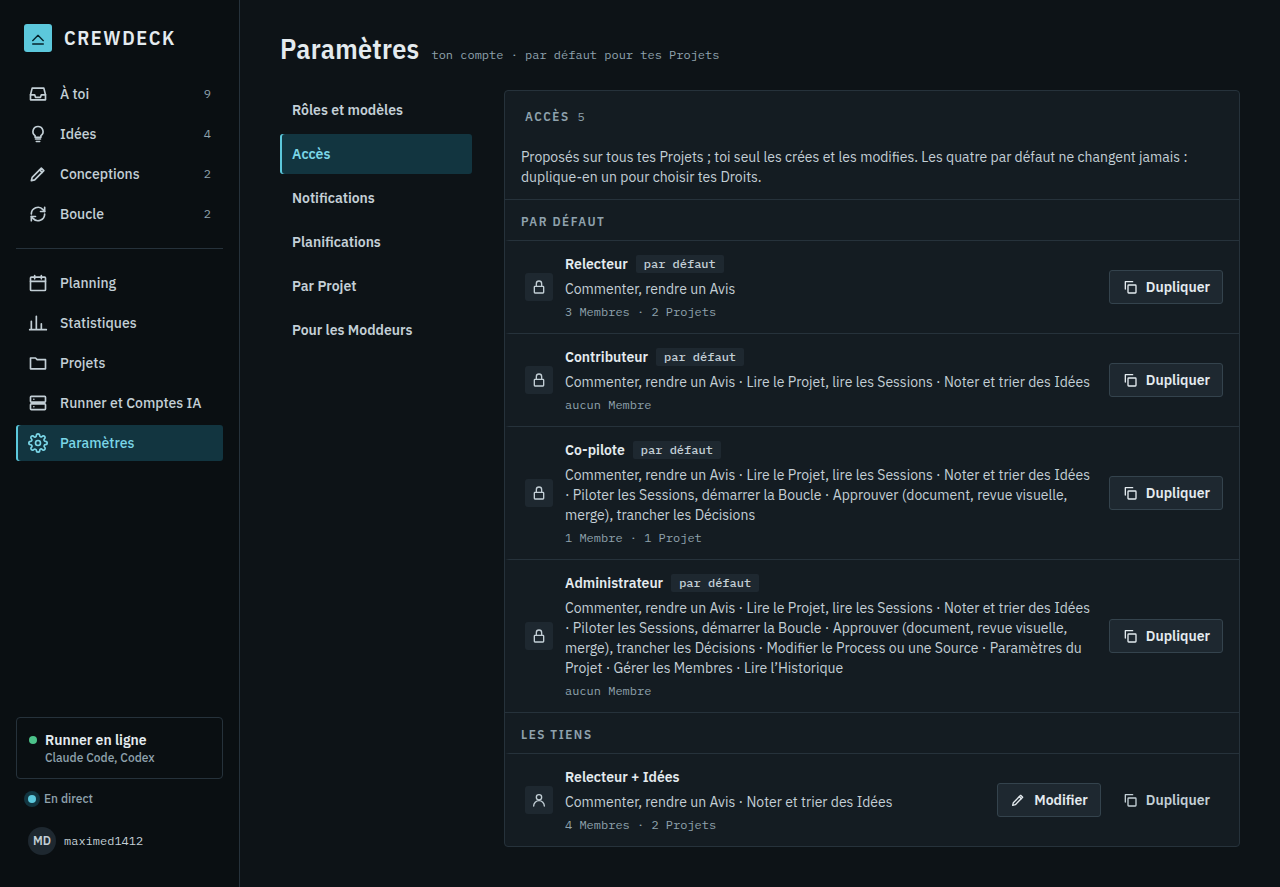 CREWDECK
À toi 9
Idées 4
Conceptions 2
Boucle 2
Planning
Statistiques
Projets
Runner et Comptes IA
Paramètres
Runner en ligne
Claude Code, Codex
En direct
MD maximed1412
Paramètres ton compte · par défaut pour tes Projets
Rôles et modèles
Accès
Notifications
Planifications
Par Projet
Pour les Moddeurs
ACCÈS 5
Proposés sur tous tes Projets ; toi seul les crées et les modifies. Les quatre par défaut ne changent jamais :
duplique-en un pour choisir tes Droits.
PAR DÉFAUT
Relecteur par défaut
Commenter, rendre un Avis
3 Membres · 2 Projets
Dupliquer
Contributeur par défaut
Commenter, rendre un Avis · Lire le Projet, lire les Sessions · Noter et trier des Idées
aucun Membre
Dupliquer
Co-pilote par défaut
Commenter, rendre un Avis · Lire le Projet, lire les Sessions · Noter et trier des Idées
· Piloter les Sessions, démarrer la Boucle · Approuver (document, revue visuelle,
merge), trancher les Décisions
1 Membre · 1 Projet
Dupliquer
Administrateur par défaut
Commenter, rendre un Avis · Lire le Projet, lire les Sessions · Noter et trier des Idées
· Piloter les Sessions, démarrer la Boucle · Approuver (document, revue visuelle,
merge), trancher les Décisions · Modifier le Process ou une Source · Paramètres du
Projet · Gérer les Membres · Lire l’Historique
aucun Membre
Dupliquer
LES TIENS
Relecteur + Idées
Commenter, rendre un Avis · Noter et trier des Idées
4 Membres · 2 Projets
Modifier Dupliquer